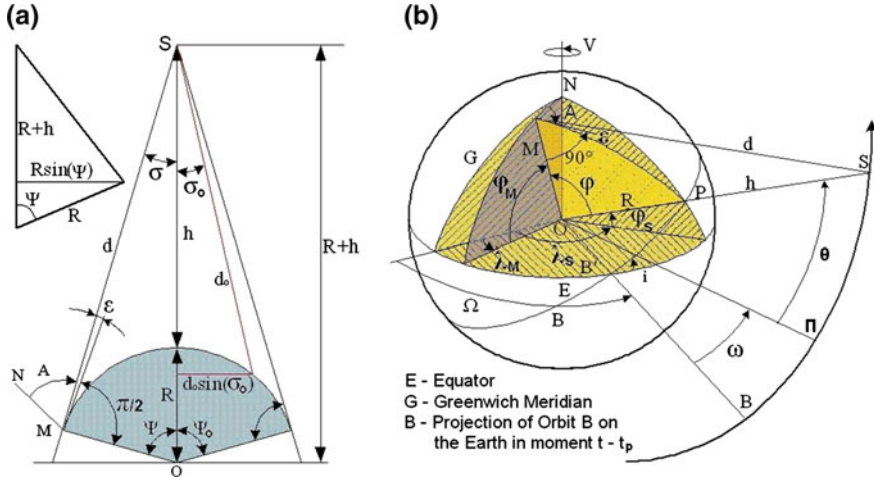 (a)
S
R+h
Rsin(Ψ)
Ψ
R
σ
σo
d
h
do
R+h
ε
N
A
M
π/2
R
dosin(σo)
Ψ
Ψo
O
(b)
V
N
A
ε
G
M
90°
d
S
φM
φ
R
P
h
O
φs
λM
λs
B'
i
θ
E
Ω
B
ω
Π
B
E - Equator
G - Greenwich Meridian
B - Projection of Orbit B on
the Earth in moment t - tp